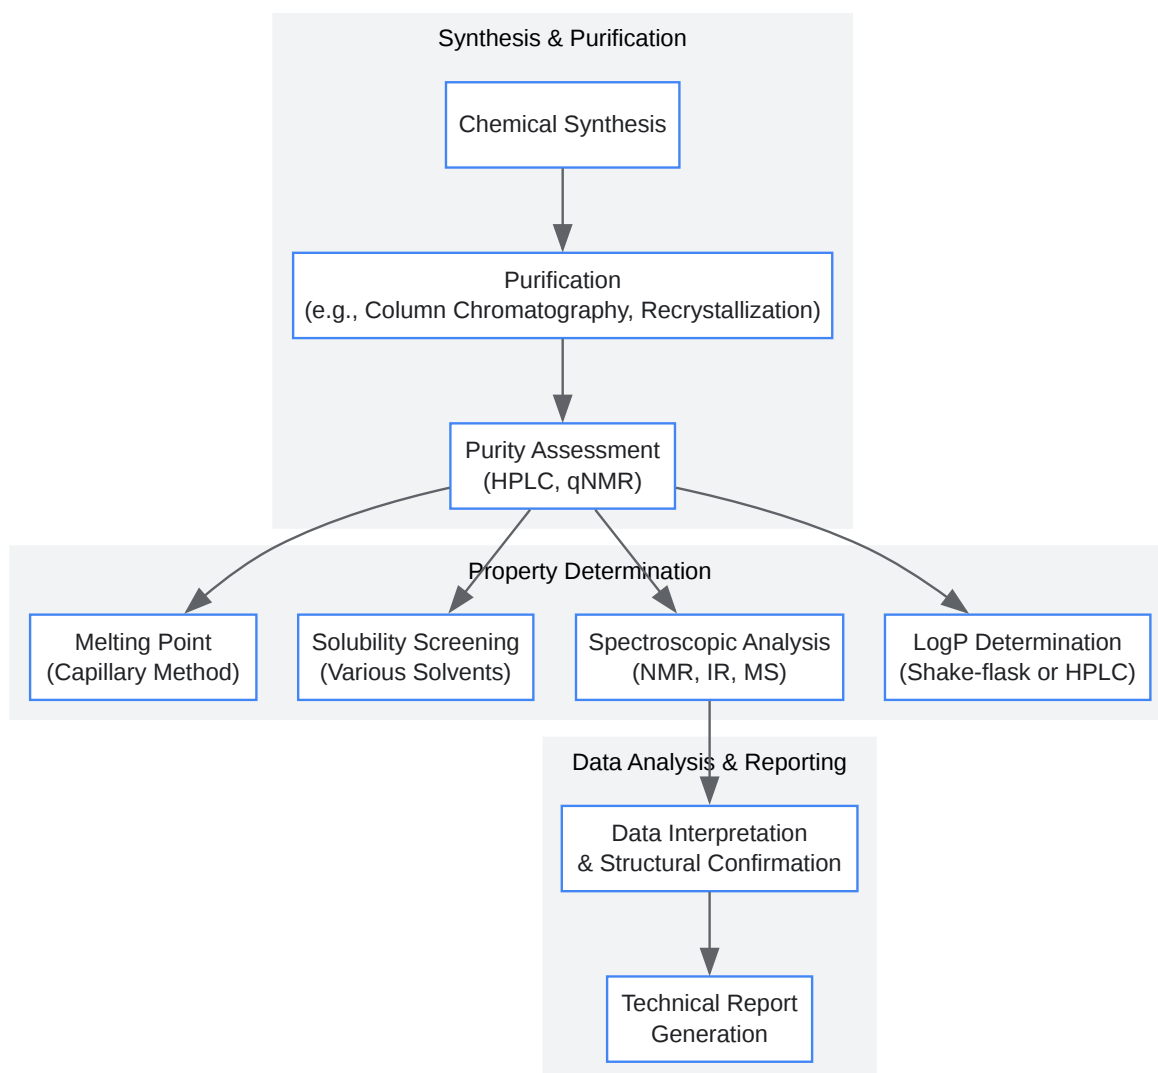 Synthesis & Purification
Chemical Synthesis
Purification
(e.g., Column Chromatography, Recrystallization)
Purity Assessment
(HPLC, qNMR)
Property Determination
Melting Point
(Capillary Method)
Solubility Screening
(Various Solvents)
Spectroscopic Analysis
(NMR, IR, MS)
LogP Determination
(Shake-flask or HPLC)
Data Analysis & Reporting
Data Interpretation
& Structural Confirmation
Technical Report
Generation